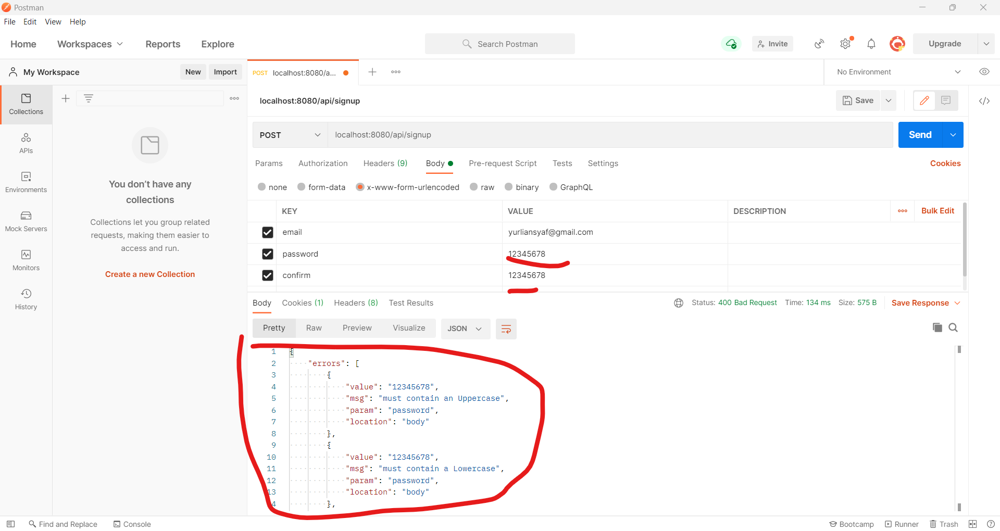 Postman
File Edit View Help
Home Workspaces Reports Explore Search Postman Invite Upgrade
My Workspace New Import POST localhost:8080/a... No Environment
localhost:8080/api/signup Save
Collections
APIs
Environments
Mock Servers
Monitors
History
You don't have any
collections
Collections let you group related
requests, making them easier to
access and run.
Create a new Collection
POST localhost:8080/api/signup Send
Params Authorization Headers (9) Body Pre-request Script Tests Settings Cookies
none form-data x-www-form-urlencoded raw binary GraphQL
KEY VALUE DESCRIPTION Bulk Edit
email yurliansyaf@gmail.com
password 12345678
confirm 12345678
Body Cookies (1) Headers (8) Test Results Status: 400 Bad Request Time: 134 ms Size: 575 B Save Response
Pretty Raw Preview Visualize JSON
1 {
2 "errors": [
3 {
4 "value": "12345678",
5 "msg": "must contain an Uppercase",
6 "param": "password",
7 "location": "body"
8 },
9 {
10 "value": "12345678",
11 "msg": "must contain a Lowercase",
12 "param": "password",
13 "location": "body"
4 },
Find and Replace Console Bootcamp Runner Trash